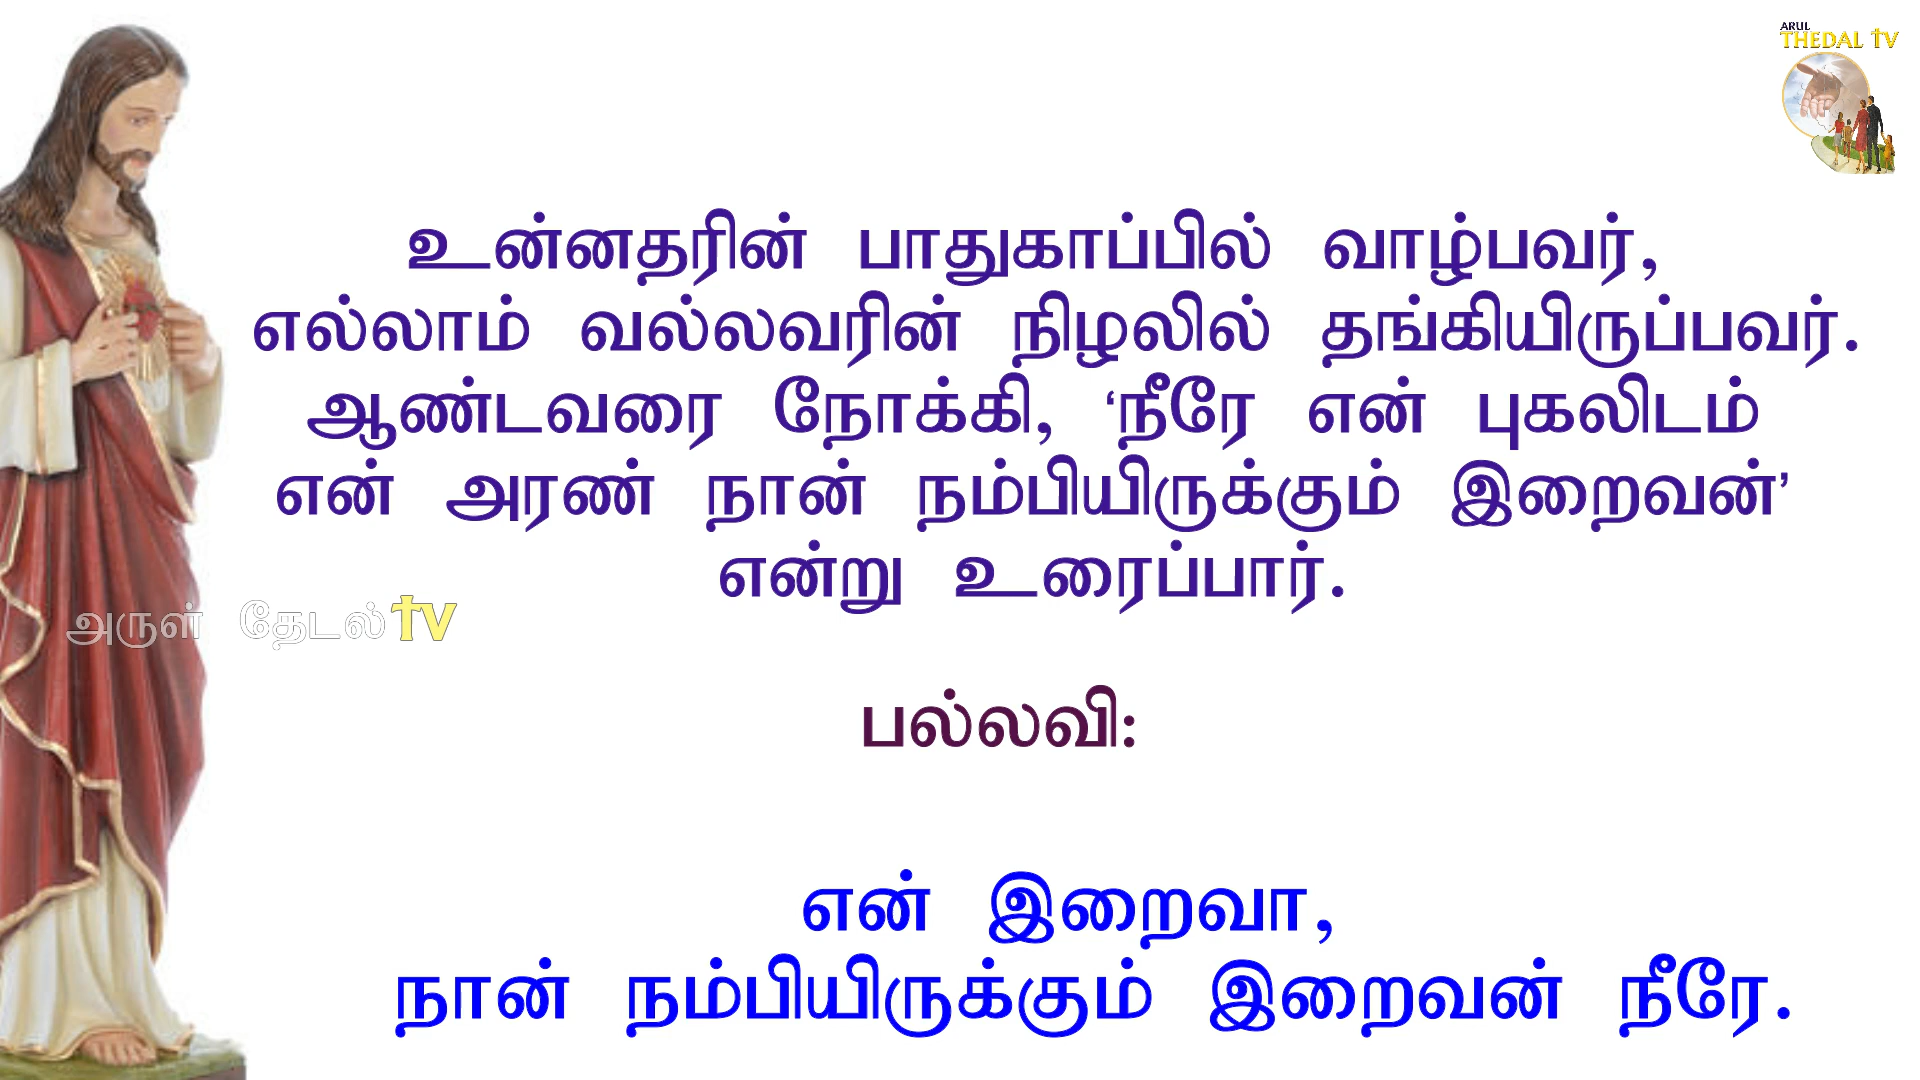 ARUL
THEDAL TV
உன்னதரின் பாதுகாப்பில் வாழ்பவர்,
எல்லாம் வல்லவரின் நிழலில் தங்கியிருப்பவர்.
ஆண்டவரை நோக்கி, ‘நீரே என் புகலிடம்
என் அரண் நான் நம்பியிருக்கும் இறைவன்’
என்று உரைப்பார்.
அருள் தேடல் TV
பல்லவி:
என் இறைவா,
நான் நம்பியிருக்கும் இறைவன் நீரே.